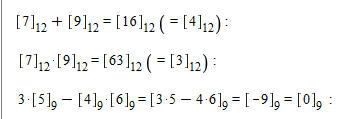 [7]₁₂ + [9]₁₂ = [16]₁₂ ( = [4]₁₂) :
[7]₁₂·[9]₁₂ = [63]₁₂ ( = [3]₁₂) :
3·[5]₉ − [4]₉·[6]₉ = [3·5 − 4·6]₉ = [−9]₉ = [0]₉ :